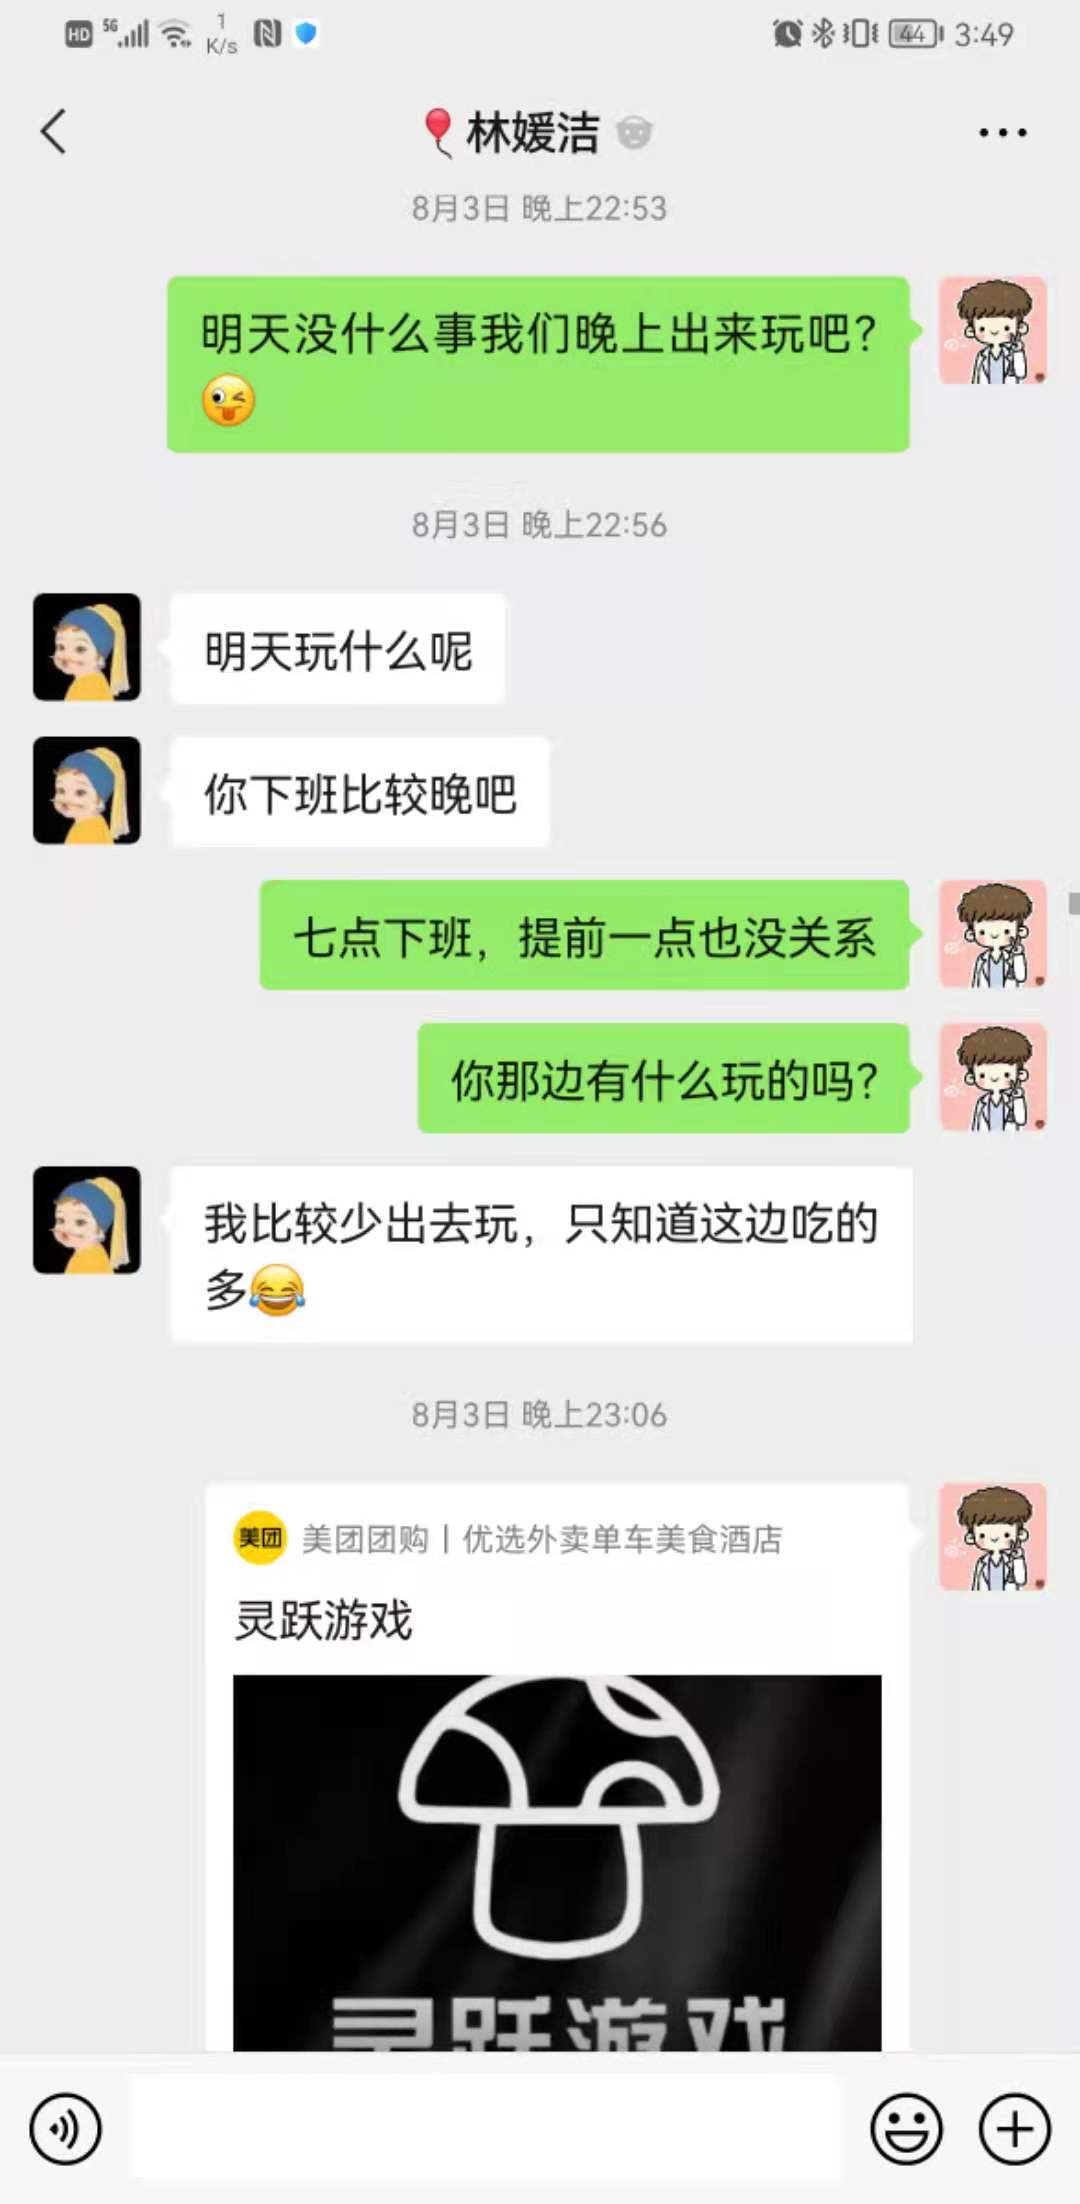 HD 5G 1 K/s 44 3:49
🎈林媛洁
8月3日 晚上22:53
明天没什么事我们晚上出来玩吧？
😜
8月3日 晚上22:56
明天玩什么呢
你下班比较晚吧
七点下班，提前一点也没关系
你那边有什么玩的吗？
我比较少出去玩，只知道这边吃的
多😂
8月3日 晚上23:06
美团 美团团购丨优选外卖单车美食酒店
灵跃游戏
灵跃游戏